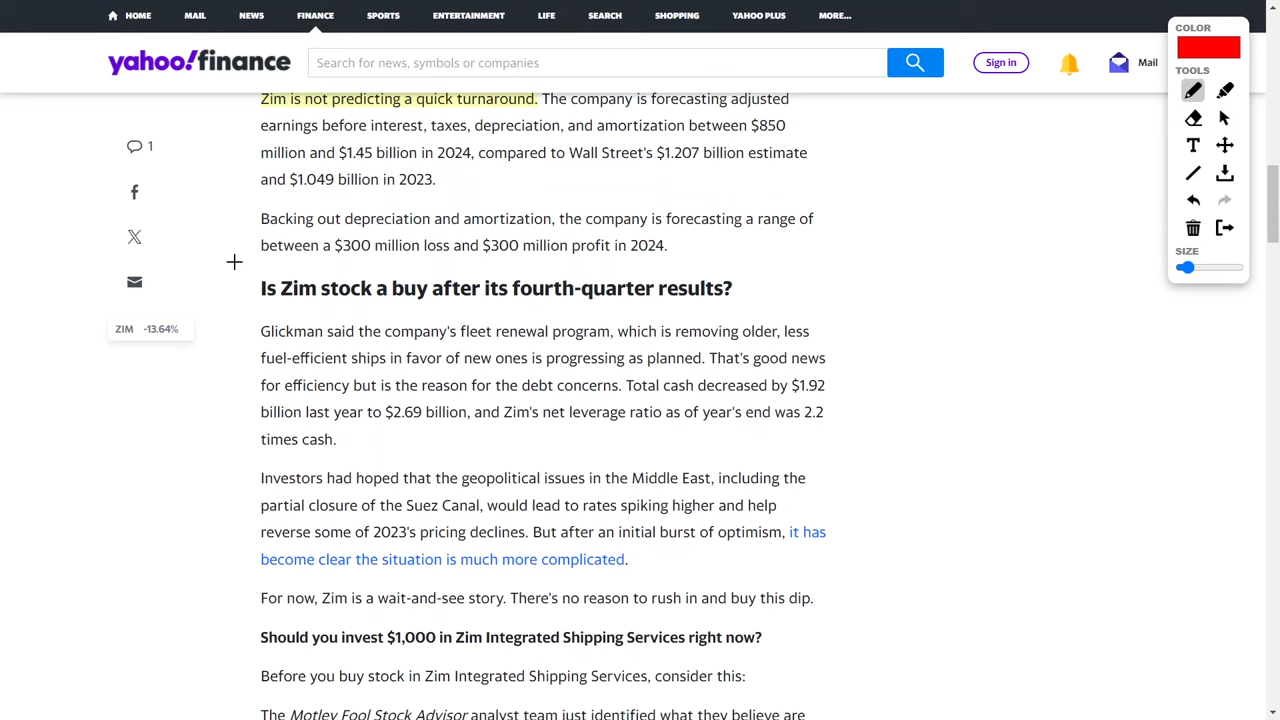 HOME MAIL NEWS FINANCE SPORTS ENTERTAINMENT LIFE SEARCH SHOPPING YAHOO PLUS MORE...
yahoo!finance Search for news, symbols or companies Sign in Mail
Zim is not predicting a quick turnaround. The company is forecasting adjusted
earnings before interest, taxes, depreciation, and amortization between $850
million and $1.45 billion in 2024, compared to Wall Street's $1.207 billion estimate
and $1.049 billion in 2023.
Backing out depreciation and amortization, the company is forecasting a range of
between a $300 million loss and $300 million profit in 2024.
Is Zim stock a buy after its fourth-quarter results?
Glickman said the company's fleet renewal program, which is removing older, less
fuel-efficient ships in favor of new ones is progressing as planned. That's good news
for efficiency but is the reason for the debt concerns. Total cash decreased by $1.92
billion last year to $2.69 billion, and Zim's net leverage ratio as of year's end was 2.2
times cash.
Investors had hoped that the geopolitical issues in the Middle East, including the
partial closure of the Suez Canal, would lead to rates spiking higher and help
reverse some of 2023's pricing declines. But after an initial burst of optimism, it has
become clear the situation is much more complicated.
For now, Zim is a wait-and-see story. There's no reason to rush in and buy this dip.
Should you invest $1,000 in Zim Integrated Shipping Services right now?
Before you buy stock in Zim Integrated Shipping Services, consider this:
The Motley Fool Stock Advisor analyst team just identified what they believe are
1
ZIM -13.64%
COLOR
TOOLS
T
SIZE